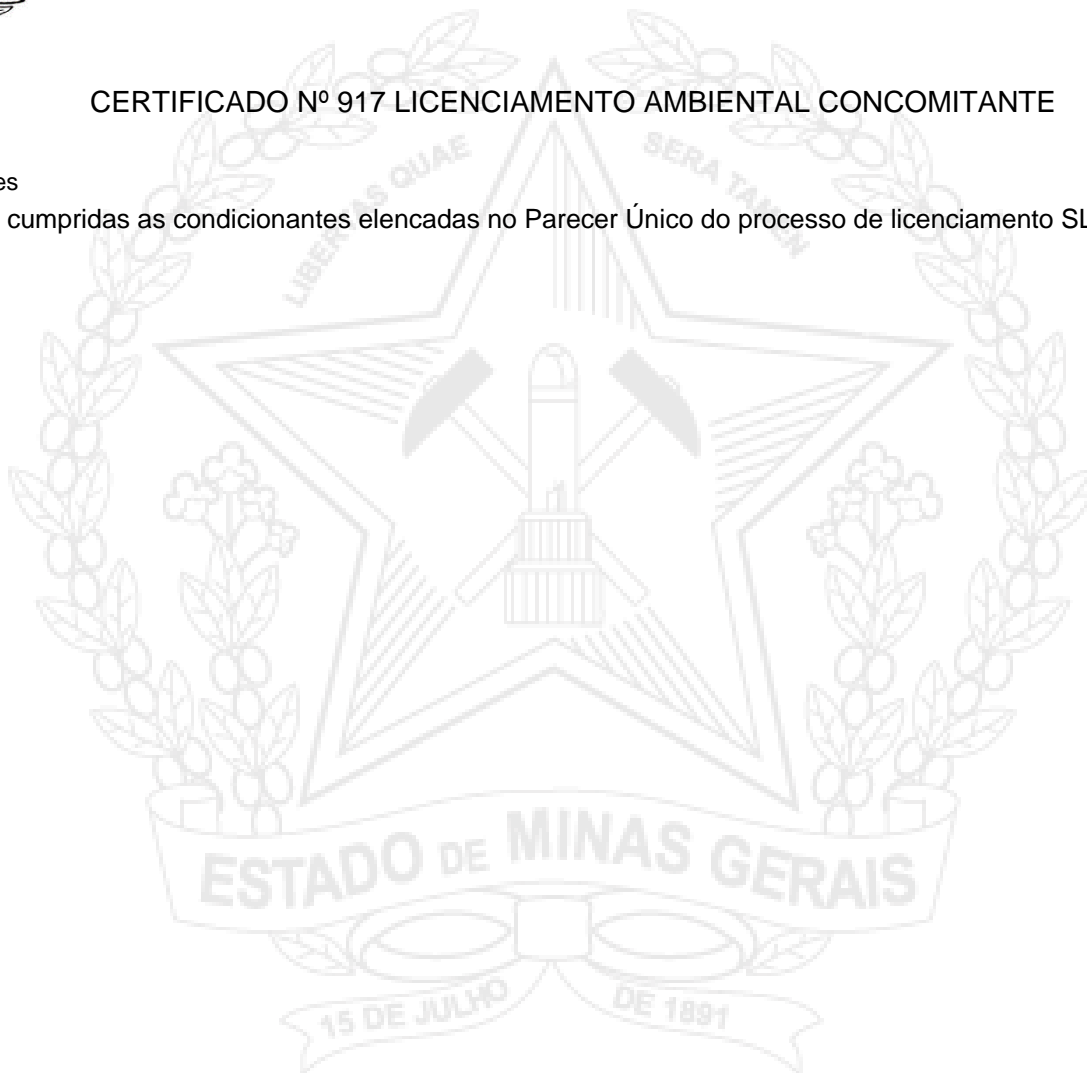 CERTIFICADO Nº 917 LICENCIAMENTO AMBIENTAL CONCOMITANTE
es
cumpridas as condicionantes elencadas no Parecer Único do processo de licenciamento SL
LIBERTAS QUAE SERA TAMEN
ESTADO DE MINAS GERAIS
15 DE JULHO DE 1891